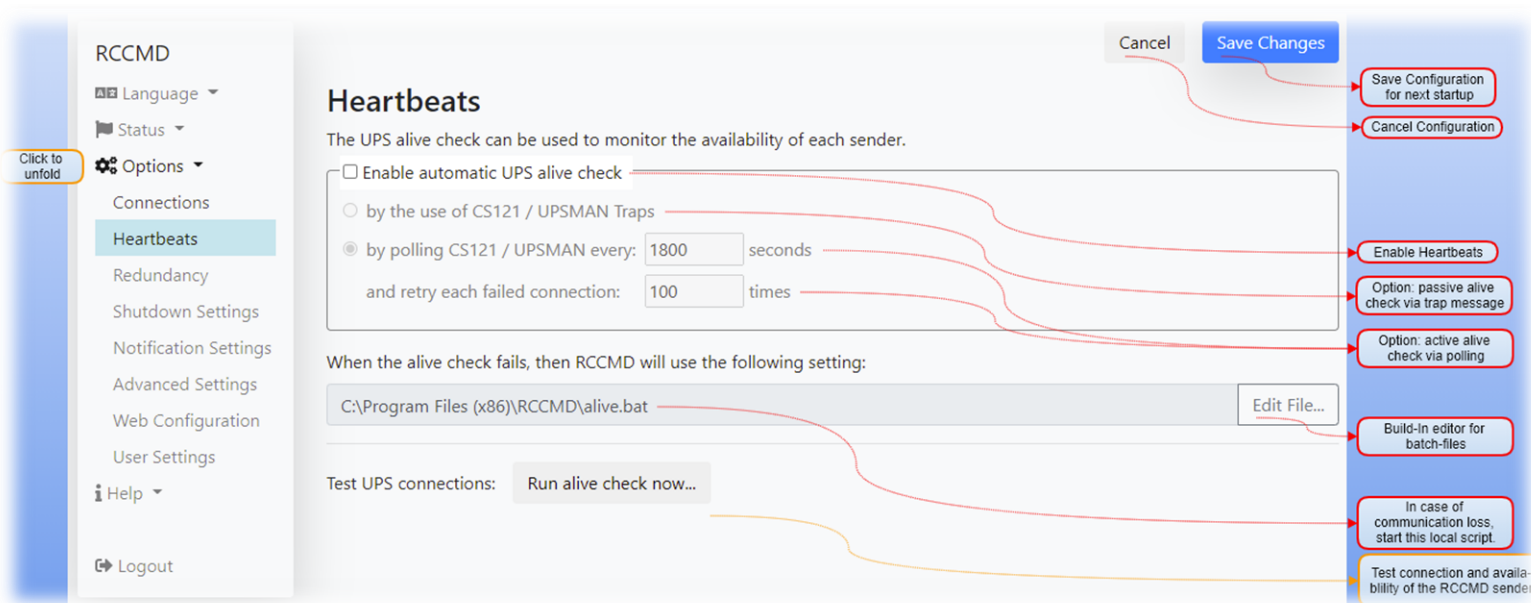 Cancel
Save Changes
RCCMD
Language
Status
Click to
unfold
Options
Connections
Heartbeats
Redundancy
Shutdown Settings
Notification Settings
Advanced Settings
Web Configuration
User Settings
Help
Logout
Heartbeats
The UPS alive check can be used to monitor the availability of each sender.
Enable automatic UPS alive check
by the use of CS121 / UPSMAN Traps
by polling CS121 / UPSMAN every: 1800 seconds
and retry each failed connection: 100 times
When the alive check fails, then RCCMD will use the following setting:
C:\Program Files (x86)\RCCMD\alive.bat
Edit File...
Test UPS connections: Run alive check now...
Save Configuration
for next startup
Cancel Configuration
Enable Heartbeats
Option: passive alive
check via trap message
Option: active alive
check via polling
Build-In editor for
batch-files
In case of
communication loss,
start this local script.
Test connection and availa-
blility of the RCCMD sender